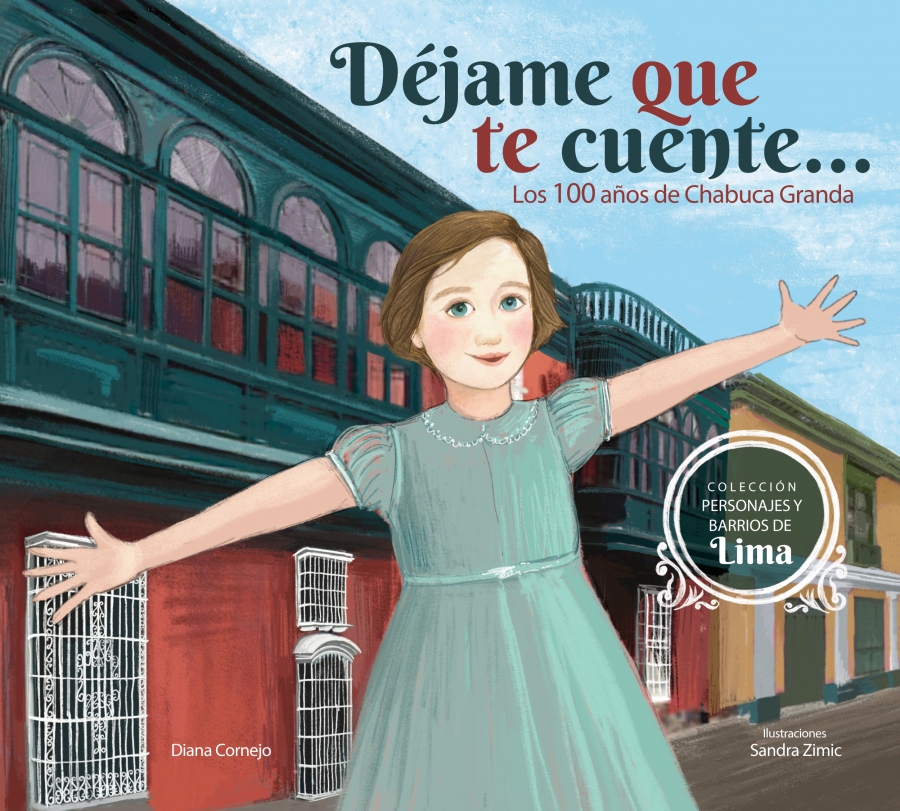 Déjame que
te cuente...
Los 100 años de Chabuca Granda
COLECCIÓN
PERSONAJES Y
BARRIOS DE
Lima
Diana Cornejo
Ilustraciones
Sandra Zimic